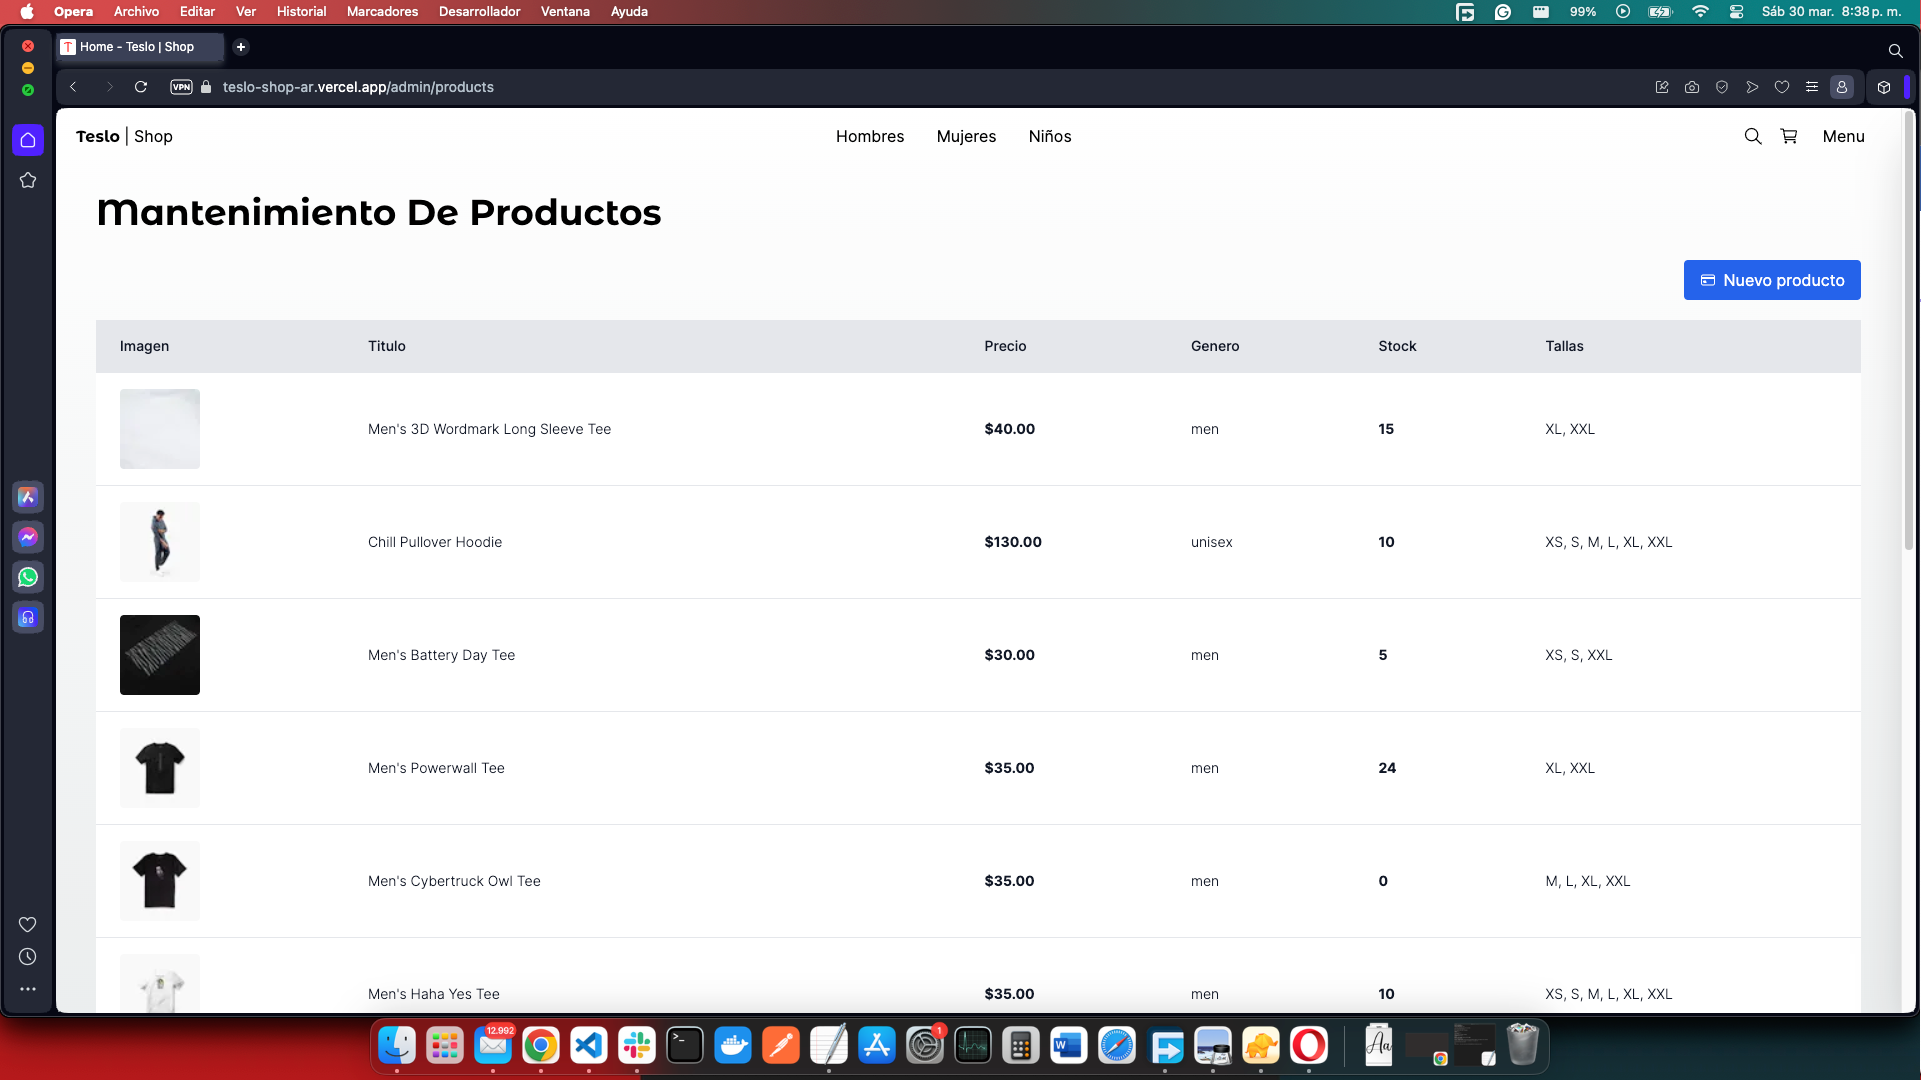 Opera Archivo Editar Ver Historial Marcadores Desarrollador Ventana Ayuda 99% Sáb 30 mar. 8:38 p. m.
Home - Teslo | Shop
VPN teslo-shop-ar.vercel.app/admin/products
Teslo | Shop Hombres Mujeres Niños Menu
Mantenimiento De Productos
Nuevo producto
Imagen Titulo Precio Genero Stock Tallas
Men's 3D Wordmark Long Sleeve Tee $40.00 men 15 XL, XXL
Chill Pullover Hoodie $130.00 unisex 10 XS, S, M, L, XL, XXL
Men's Battery Day Tee $30.00 men 5 XS, S, XXL
Men's Powerwall Tee $35.00 men 24 XL, XXL
Men's Cybertruck Owl Tee $35.00 men 0 M, L, XL, XXL
Men's Haha Yes Tee $35.00 men 10 XS, S, M, L, XL, XXL
12.992 1